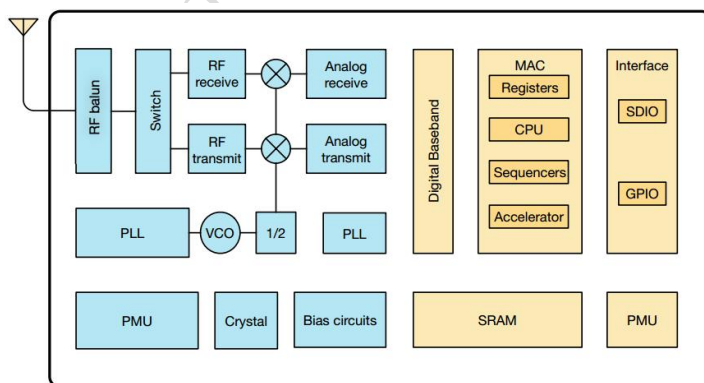 RF balun
Switch
RF
receive
Analog
receive
RF
transmit
Analog
transmit
PLL
VCO
1/2
PLL
PMU
Crystal
Bias circuits
Digital Baseband
MAC
Registers
CPU
Sequencers
Accelerator
Interface
SDIO
GPIO
SRAM
PMU